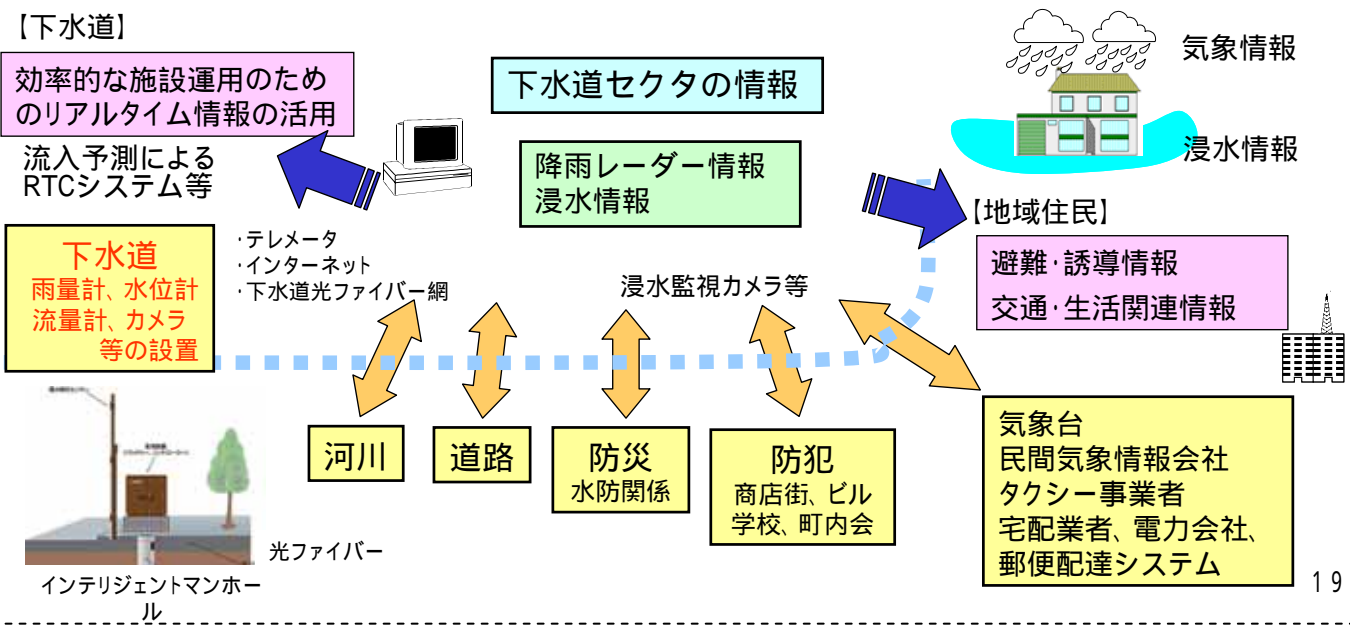 【下水道】
効率的な施設運用のため
のリアルタイム情報の活用
流入予測による
RTCシステム等
下水道セクタの情報
降雨レーダー情報
浸水情報
気象情報
浸水情報
【地域住民】
避難・誘導情報
交通・生活関連情報
下水道
雨量計、水位計
流量計、カメラ
等の設置
・テレメータ
・インターネット
・下水道光ファイバー網
浸水監視カメラ等
河川
道路
防災
水防関係
防犯
商店街、ビル
学校、町内会
気象台
民間気象情報会社
タクシー事業者
宅配業者、電力会社、
郵便配達システム
光ファイバー
インテリジェントマンホー
ル
19